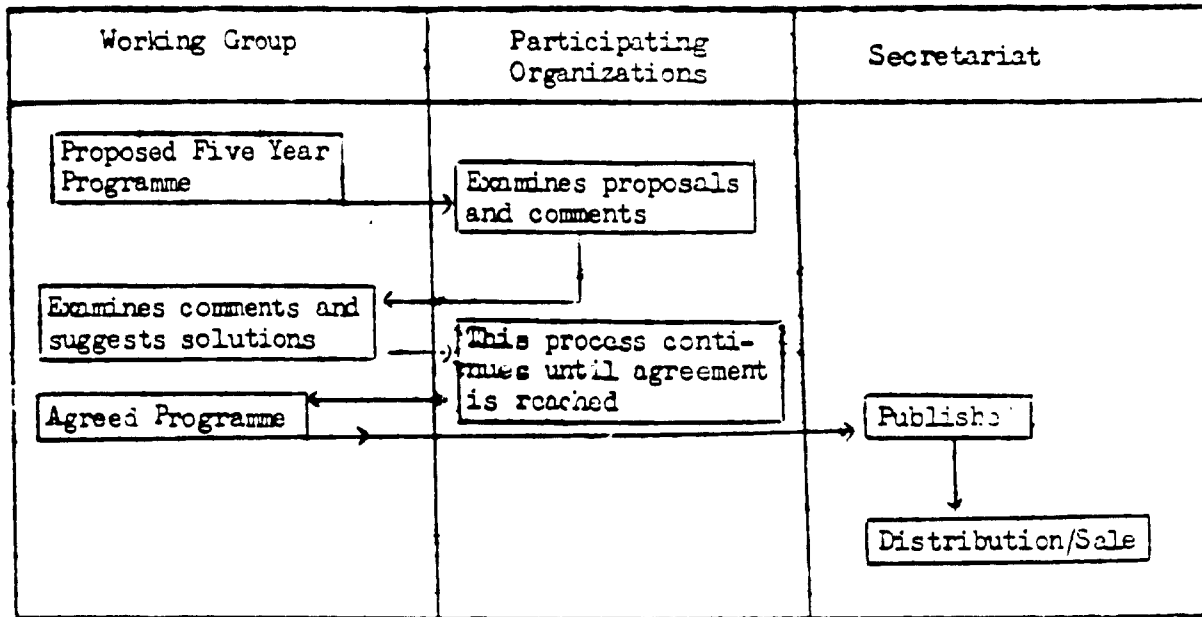 Working Group
Participating
Organizations
Secretariat
Proposed Five Year
Programme
Examines proposals
and comments
Examines comments and
suggests solutions
This process conti-
nues until agreement
is reached
Agreed Programme
Distribution/Sale